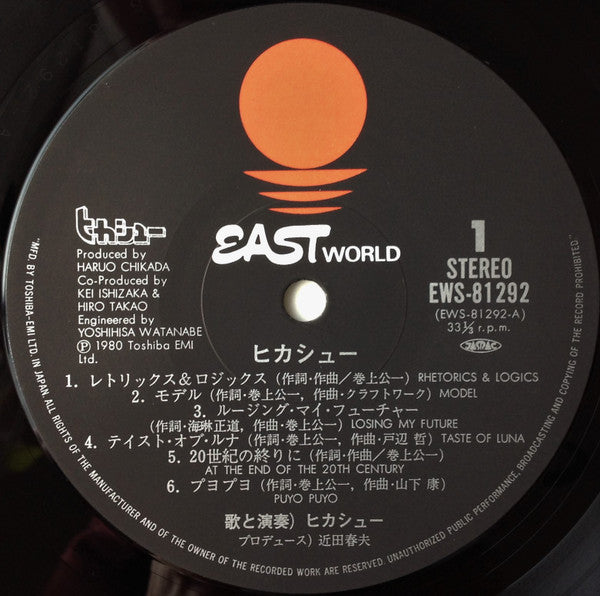 EAST WORLD
ヒカシュー
Produced by
HARUO CHIKADA
Co-Produced by
KEI ISHIZAKA &
HIRO TAKAO
Engineered by
YOSHIHISA WATANABE
Ⓟ 1980 Toshiba EMI
Ltd.
1
STEREO
EWS-81292
(EWS-81292-A)
33⅓ r.p.m.
JASRAC
ヒカシュー
1. レトリックス&ロジックス (作詞・作曲/巻上公一) RHETORICS & LOGICS
2. モデル (作詞・巻上公一, 作曲・クラフトワーク) MODEL
3. ルージング・マイ・フューチャー
(作詞・海琳正道, 作曲・巻上公一) LOSING MY FUTURE
4. テイスト・オブ・ルナ (作詞・巻上公一, 作曲・戸辺 哲) TASTE OF LUNA
5. 20世紀の終りに (作詞・作曲/巻上公一)
AT THE END OF THE 20TH CENTURY
6. プヨプヨ (作詞・巻上公一, 作曲・山下 康)
PUYO PUYO
歌と演奏) ヒカシュー
プロデュース) 近田春夫
"MFD. BY TOSHIBA-EMI LTD. IN JAPAN. ALL RIGHTS OF THE MANUFACTURER AND OF THE OWNER OF THE RECORDED WORK ARE RESERVED. UNAUTHORIZED PUBLIC PERFORMANCE, BROADCASTING AND COPYING OF THE RECORD PROHIBITED."